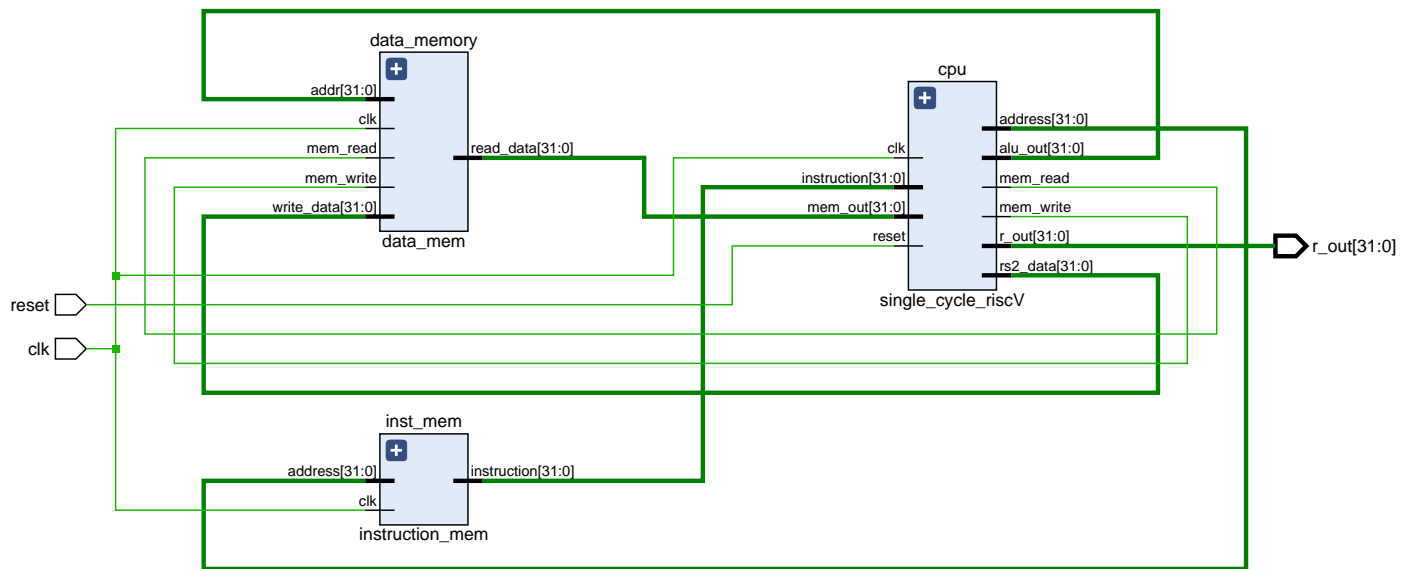 data_memory
addr[31:0]
clk
mem_read
mem_write
write_data[31:0]
read_data[31:0]
data_mem
cpu
clk
instruction[31:0]
mem_out[31:0]
reset
address[31:0]
alu_out[31:0]
mem_read
mem_write
r_out[31:0]
rs2_data[31:0]
single_cycle_riscV
r_out[31:0]
reset
clk
inst_mem
address[31:0]
clk
instruction[31:0]
instruction_mem